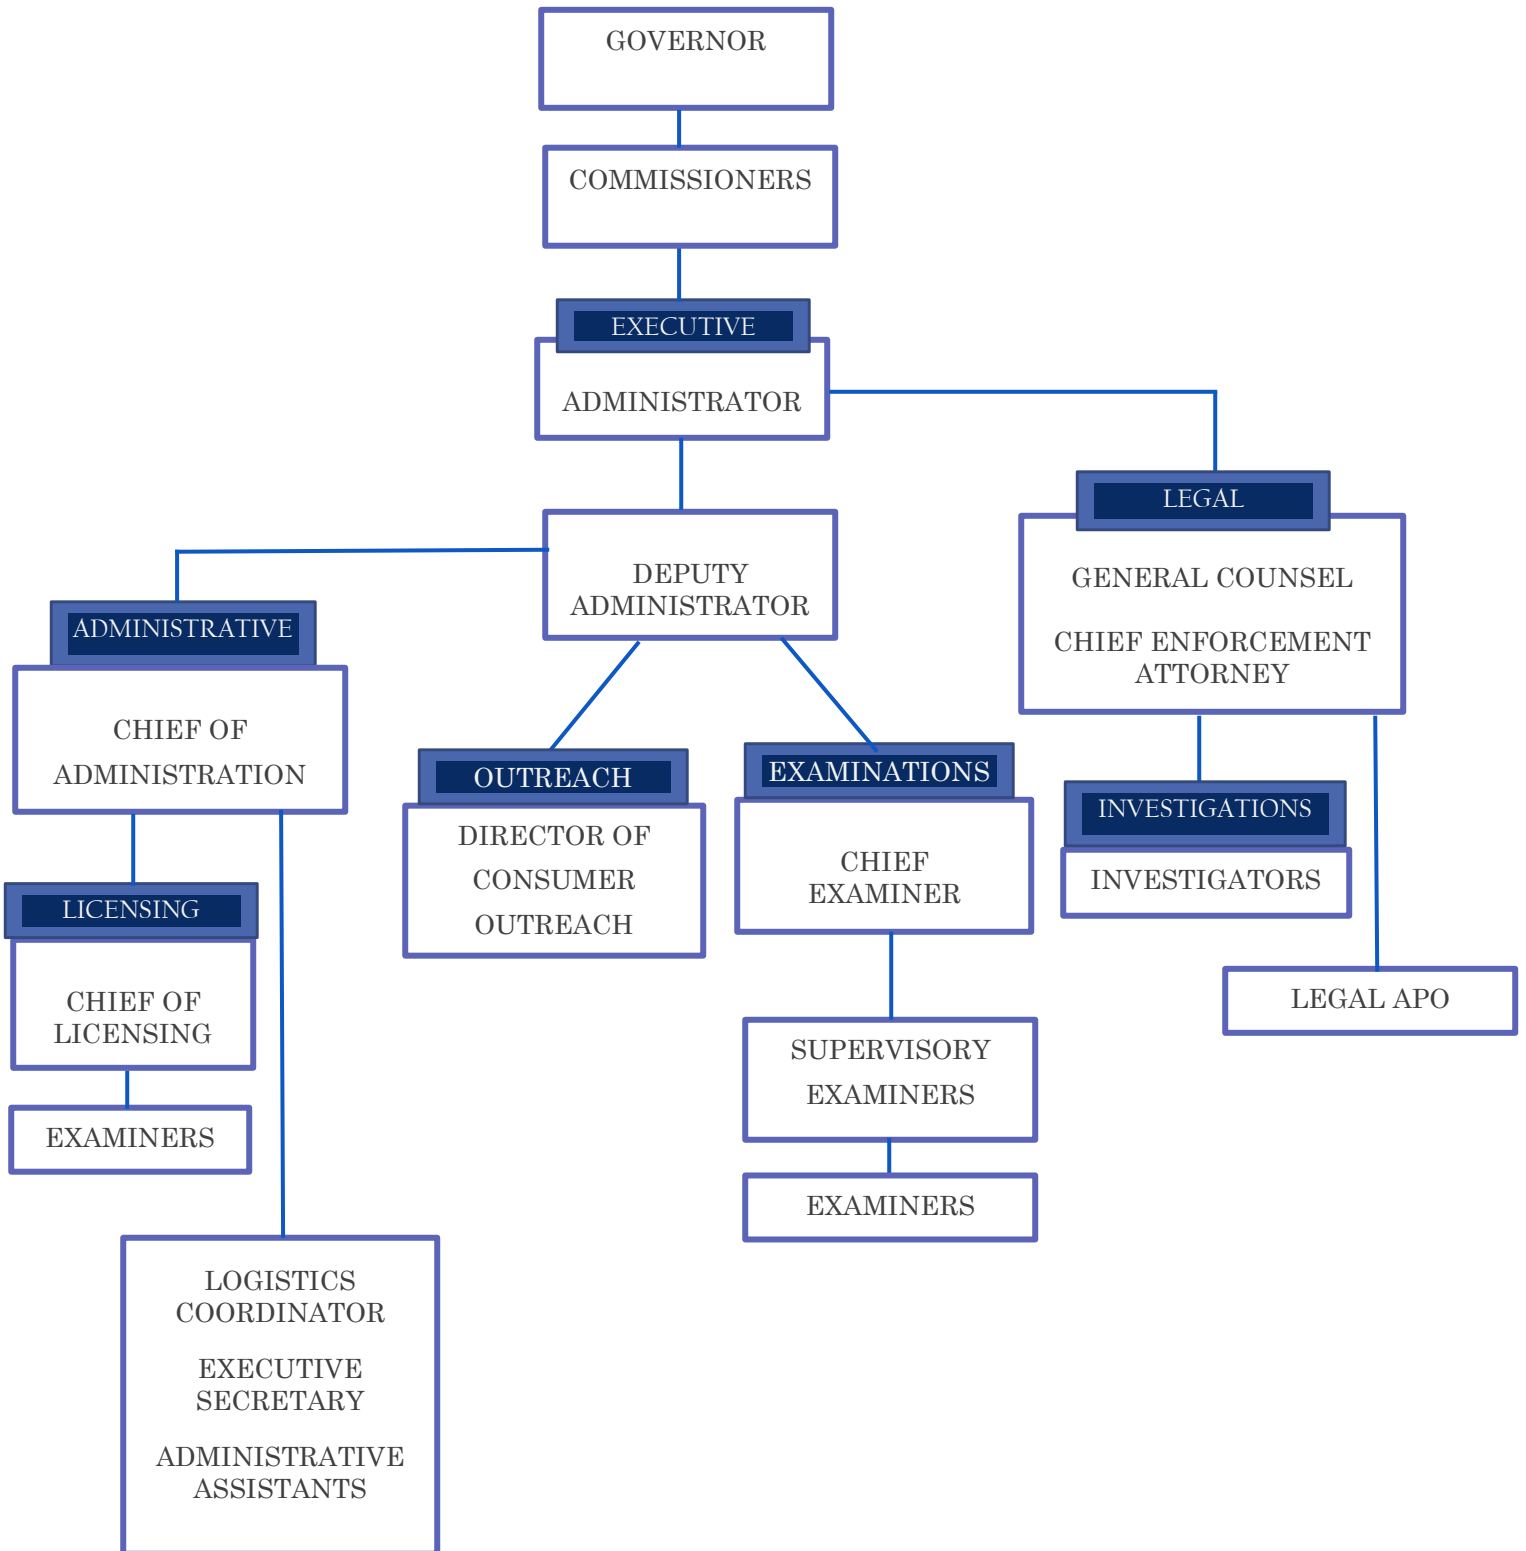 GOVERNOR
COMMISSIONERS
EXECUTIVE
ADMINISTRATOR
DEPUTY
ADMINISTRATOR
LEGAL
GENERAL COUNSEL
CHIEF ENFORCEMENT
ATTORNEY
ADMINISTRATIVE
CHIEF OF
ADMINISTRATION
OUTREACH
DIRECTOR OF
CONSUMER
OUTREACH
EXAMINATIONS
CHIEF
EXAMINER
INVESTIGATIONS
INVESTIGATORS
LICENSING
CHIEF OF
LICENSING
EXAMINERS
SUPERVISORY
EXAMINERS
EXAMINERS
LEGAL APO
LOGISTICS
COORDINATOR
EXECUTIVE
SECRETARY
ADMINISTRATIVE
ASSISTANTS